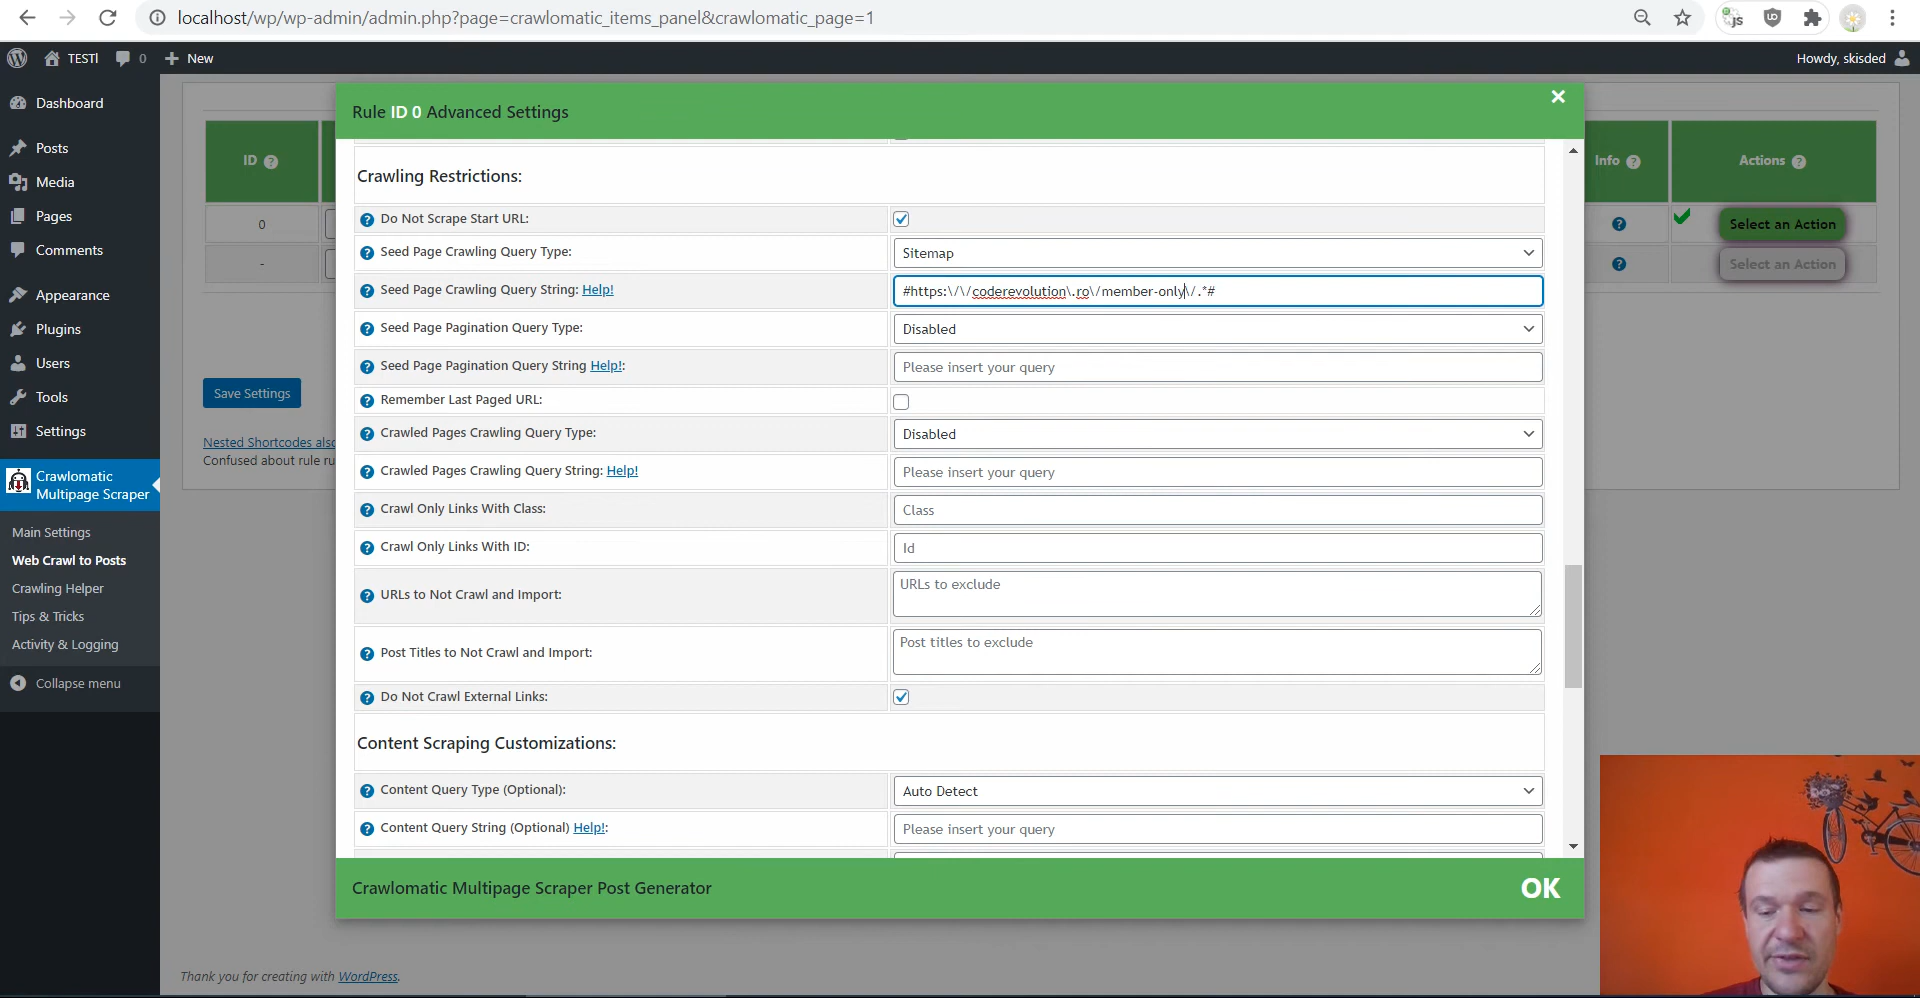 localhost/wp/wp-admin/admin.php?page=crawlomatic_items_panel&crawlomatic_page=1
TESTl 0 New Howdy, skisded
Dashboard
Posts
Media
Pages
Comments
Appearance
Plugins
Users
Tools
Settings
Crawlomatic
Multipage Scraper
Main Settings
Web Crawl to Posts
Crawling Helper
Tips & Tricks
Activity & Logging
Collapse menu
ID
0
-
Save Settings
Nested Shortcodes also
Confused about rule ru
Rule ID 0 Advanced Settings
Crawling Restrictions:
Do Not Scrape Start URL:
Seed Page Crawling Query Type: Sitemap
Seed Page Crawling Query String: Help! #https:\/\/coderevolution\.ro\/member-only\/.*#
Seed Page Pagination Query Type: Disabled
Seed Page Pagination Query String Help!: Please insert your query
Remember Last Paged URL:
Crawled Pages Crawling Query Type: Disabled
Crawled Pages Crawling Query String: Help! Please insert your query
Crawl Only Links With Class: Class
Crawl Only Links With ID: Id
URLs to Not Crawl and Import: URLs to exclude
Post Titles to Not Crawl and Import: Post titles to exclude
Do Not Crawl External Links:
Content Scraping Customizations:
Content Query Type (Optional): Auto Detect
Content Query String (Optional) Help!: Please insert your query
Crawlomatic Multipage Scraper Post Generator OK
Info Actions
Select an Action
Select an Action
Thank you for creating with WordPress.